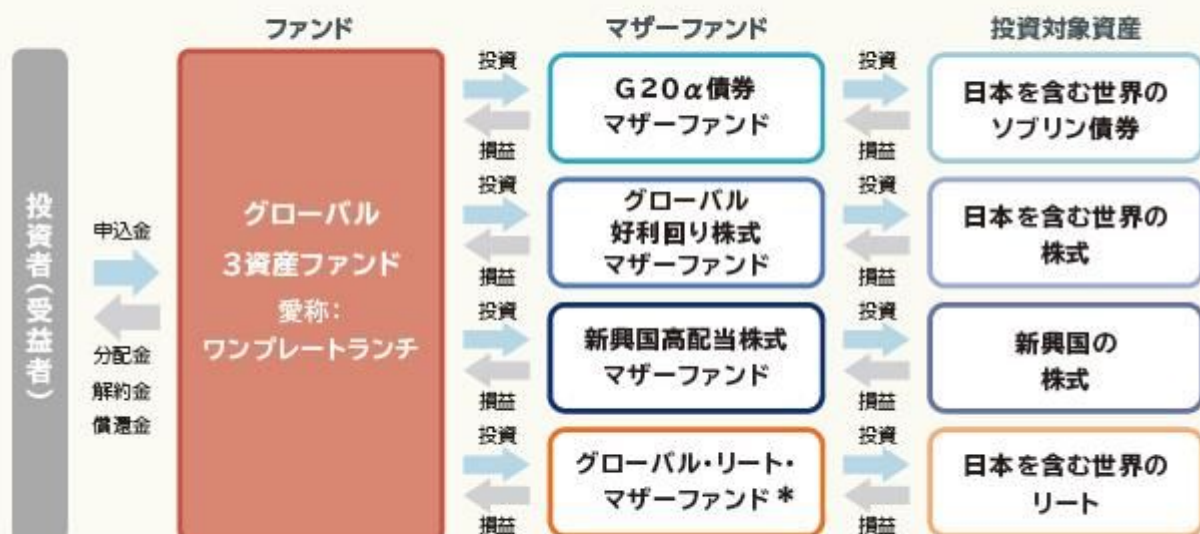 ファンド
マザーファンド
投資対象資産
投資者(受益者)
申込金
分配金
解約金
償還金
グローバル
3資産ファンド
愛称:
ワンプレートランチ
投資
損益
G20α債券
マザーファンド
投資
損益
日本を含む世界の
ソブリン債券
投資
損益
グローバル
好利回り株式
マザーファンド
投資
損益
日本を含む世界の
株式
投資
損益
新興国高配当株式
マザーファンド
投資
損益
新興国の
株式
投資
損益
グローバル・リート・
マザーファンド*
投資
損益
日本を含む世界の
リート